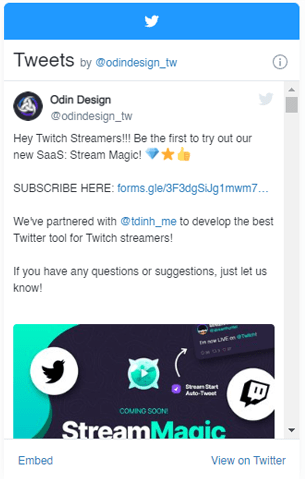 Tweets by @odindesign_tw
Odin Design
@odindesign_tw
Hey Twitch Streamers!!! Be the first to try out our
new SaaS: Stream Magic! 💎⭐👍
SUBSCRIBE HERE: forms.gle/3F3dgSiJg1mwm7...
We've partnered with @tdinh_me to develop the best
Twitter tool for Twitch streamers!
If you have any questions or suggestions, just let us
know!
I'm now LIVE on @Twitch!
Stream Start
Auto-Tweet
COMING SOON!
StreamMagic
Embed
View on Twitter